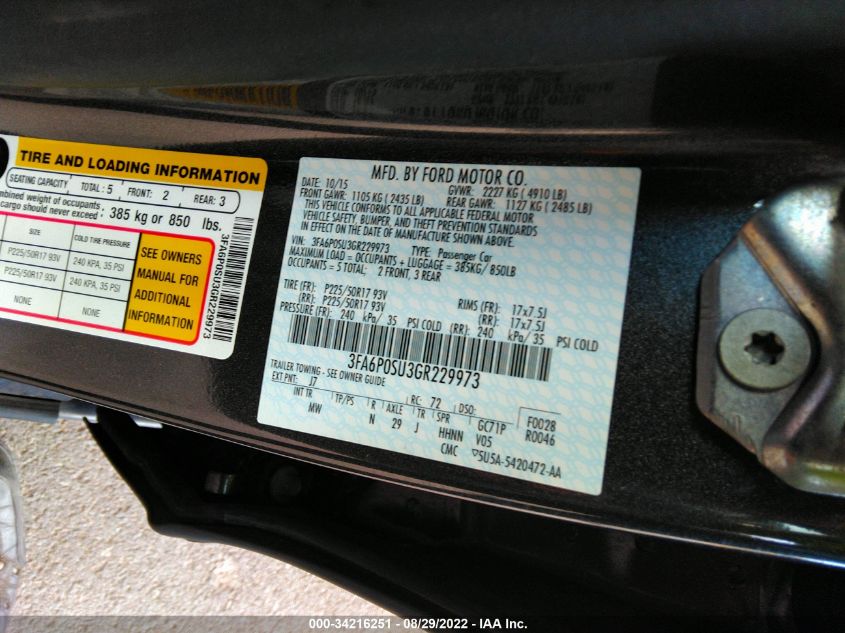 TIRE AND LOADING INFORMATION
SEATING CAPACITY TOTAL: 5 FRONT: 2 REAR: 3
mbined weight of occupants,
cargo should never exceed: 385 kg or 850 lbs.
SIZE COLD TIRE PRESSURE
P225/50R17 93V 240 KPA, 35 PSI
P225/50R17 93V 240 KPA, 35 PSI
NONE NONE
SEE OWNERS
MANUAL FOR
ADDITIONAL
INFORMATION
3FA6P0SU3GR229973
MFD. BY FORD MOTOR CO.
10/15 GVWR: 2227 KG (4910 LB)
FRONT GAWR: 1105 KG (2435 LB) REAR GAWR: 1127 KG (2485 LB)
THIS VEHICLE CONFORMS TO ALL APPLICABLE FEDERAL MOTOR
VEHICLE SAFETY, BUMPER, AND THEFT PREVENTION STANDARDS
IN EFFECT ON THE DATE OF MANUFACTURE SHOWN ABOVE.
VIN: 3FA6P0SU3GR229973 TYPE: Passenger Car
MAXIMUM LOAD = OCCUPANTS + LUGGAGE = 385KG/850LB
OCCUPANTS = 5 TOTAL: 2 FRONT, 3 REAR
TIRE (FR): P225/50R17 93V RIMS (FR): 17x7.5J
(RR): P225/50R17 93V (RR): 17x7.5J
PRESSURE (FR): 240 kPa/ 35 PSI COLD (RR): 240 kPa/ 35 PSI COLD
3FA6P0SU3GR229973
TRAILER TOWING - SEE OWNER GUIDE
EXT PNT: J7 RC: 72 DSO: F0028
INT TR TP/PS R AXLE TR SPR GC71P R0046
MW N 29 J HHNN V05
CMC 5U5A-5420472-AA
000-34216251 - 08/29/2022 - IAA Inc.